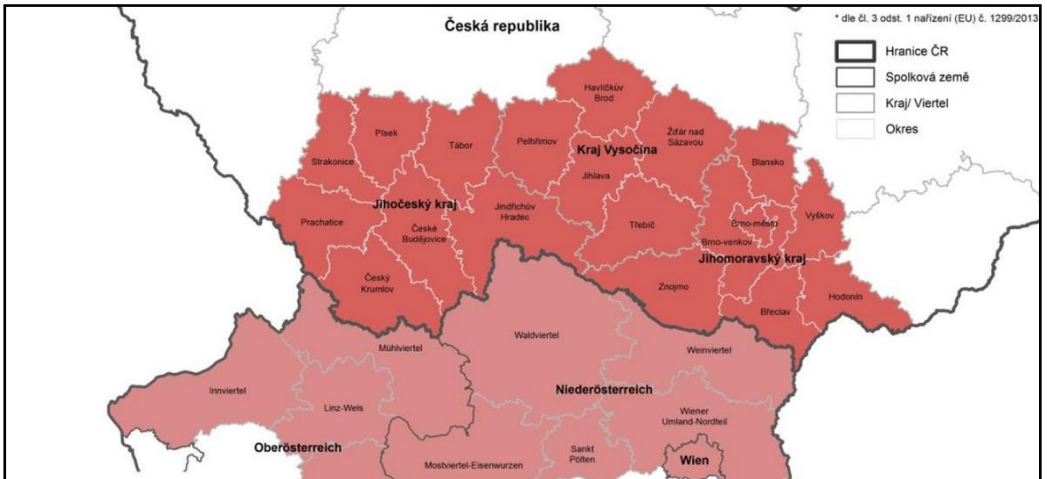 Česká republika
* dle čl. 3 odst. 1 nařízení (EU) č. 1299/2013
Hranice ČR
Spolková země
Kraj/ Viertel
Okres
Havlíčkův
Brod
Písek
Tábor
Pelhřimov
Žďár nad
Sázavou
Kraj Vysočina
Strakonice
Blansko
Jihlava
Jihočeský kraj
Jindřichův
Hradec
Prachatice
České
Budějovice
Třebíč
Brno-město
Vyškov
Brno-venkov
Jihomoravský kraj
Český
Krumlov
Znojmo
Hodonín
Břeclav
Waldviertel
Mühlviertel
Weinviertel
Innviertel
Niederösterreich
Linz-Wels
Wiener
Umland-Nordteil
Oberösterreich
Sankt
Pölten
Mostviertel-Eisenwurzen
Wien